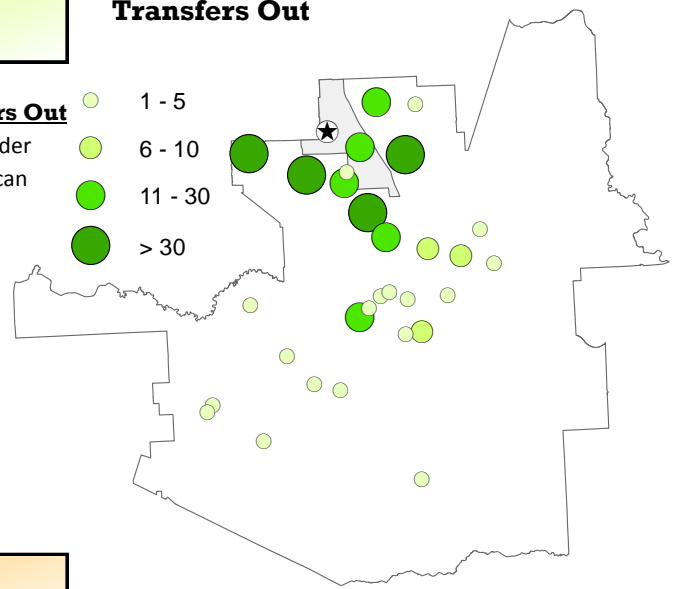 Transfers Out
rs Out
der
can
1 - 5
6 - 10
11 - 30
> 30